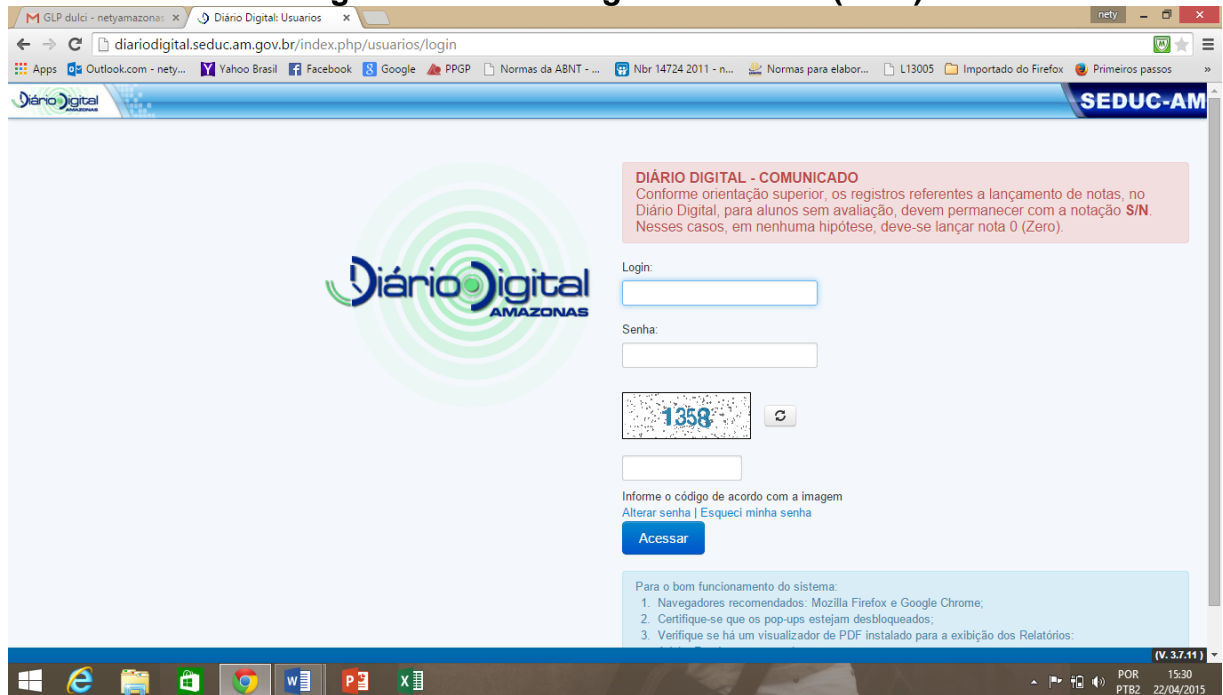 GLP dulci - netyamazonas
Diário Digital: Usuarios
nety
diariodigital.seduc.am.gov.br/index.php/usuarios/login
Apps Outlook.com - nety... Yahoo Brasil Facebook Google PPGP Normas da ABNT - ... Nbr 14724 2011 - n... Normas para elabor... L13005 Importado do Firefox Primeiros passos »
Diário Digital
AMAZONAS
SEDUC-AM
DIÁRIO DIGITAL - COMUNICADO
Conforme orientação superior, os registros referentes a lançamento de notas, no
Diário Digital, para alunos sem avaliação, devem permanecer com a notação S/N.
Nesses casos, em nenhuma hipótese, deve-se lançar nota 0 (Zero).
Diário Digital
AMAZONAS
Login:
Senha:
1358
Informe o código de acordo com a imagem
Alterar senha | Esqueci minha senha
Acessar
Para o bom funcionamento do sistema:
1. Navegadores recomendados: Mozilla Firefox e Google Chrome;
2. Certifique-se que os pop-ups estejam desbloqueados;
3. Verifique se há um visualizador de PDF instalado para a exibição dos Relatórios:
(V. 3.7.11 )
POR 15:30
PTB2 22/04/2015